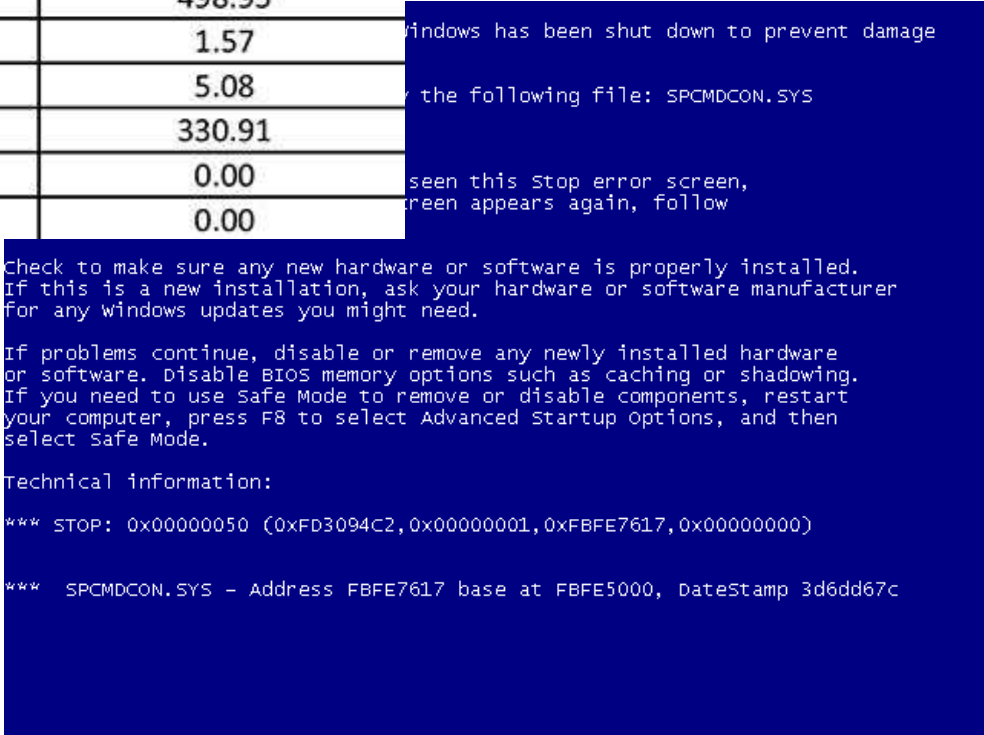 1.57
5.08
330.91
0.00
0.00
Windows has been shut down to prevent damage
the following file: SPCMDCON.SYS
seen this Stop error screen,
appears again, follow
Check to make sure any new hardware or software is properly installed.
If this is a new installation, ask your hardware or software manufacturer
for any Windows updates you might need.
If problems continue, disable or remove any newly installed hardware
or software. Disable BIOS memory options such as caching or shadowing.
If you need to use Safe Mode to remove or disable components, restart
your computer, press F8 to select Advanced Startup Options, and then
select Safe Mode.
Technical information:
*** STOP: 0x00000050 (0xFD3094C2,0x00000001,0xFBFE7617,0x00000000)
*** SPCMDCON.SYS – Address FBFE7617 base at FBFE5000, DateStamp 3d6dd67c